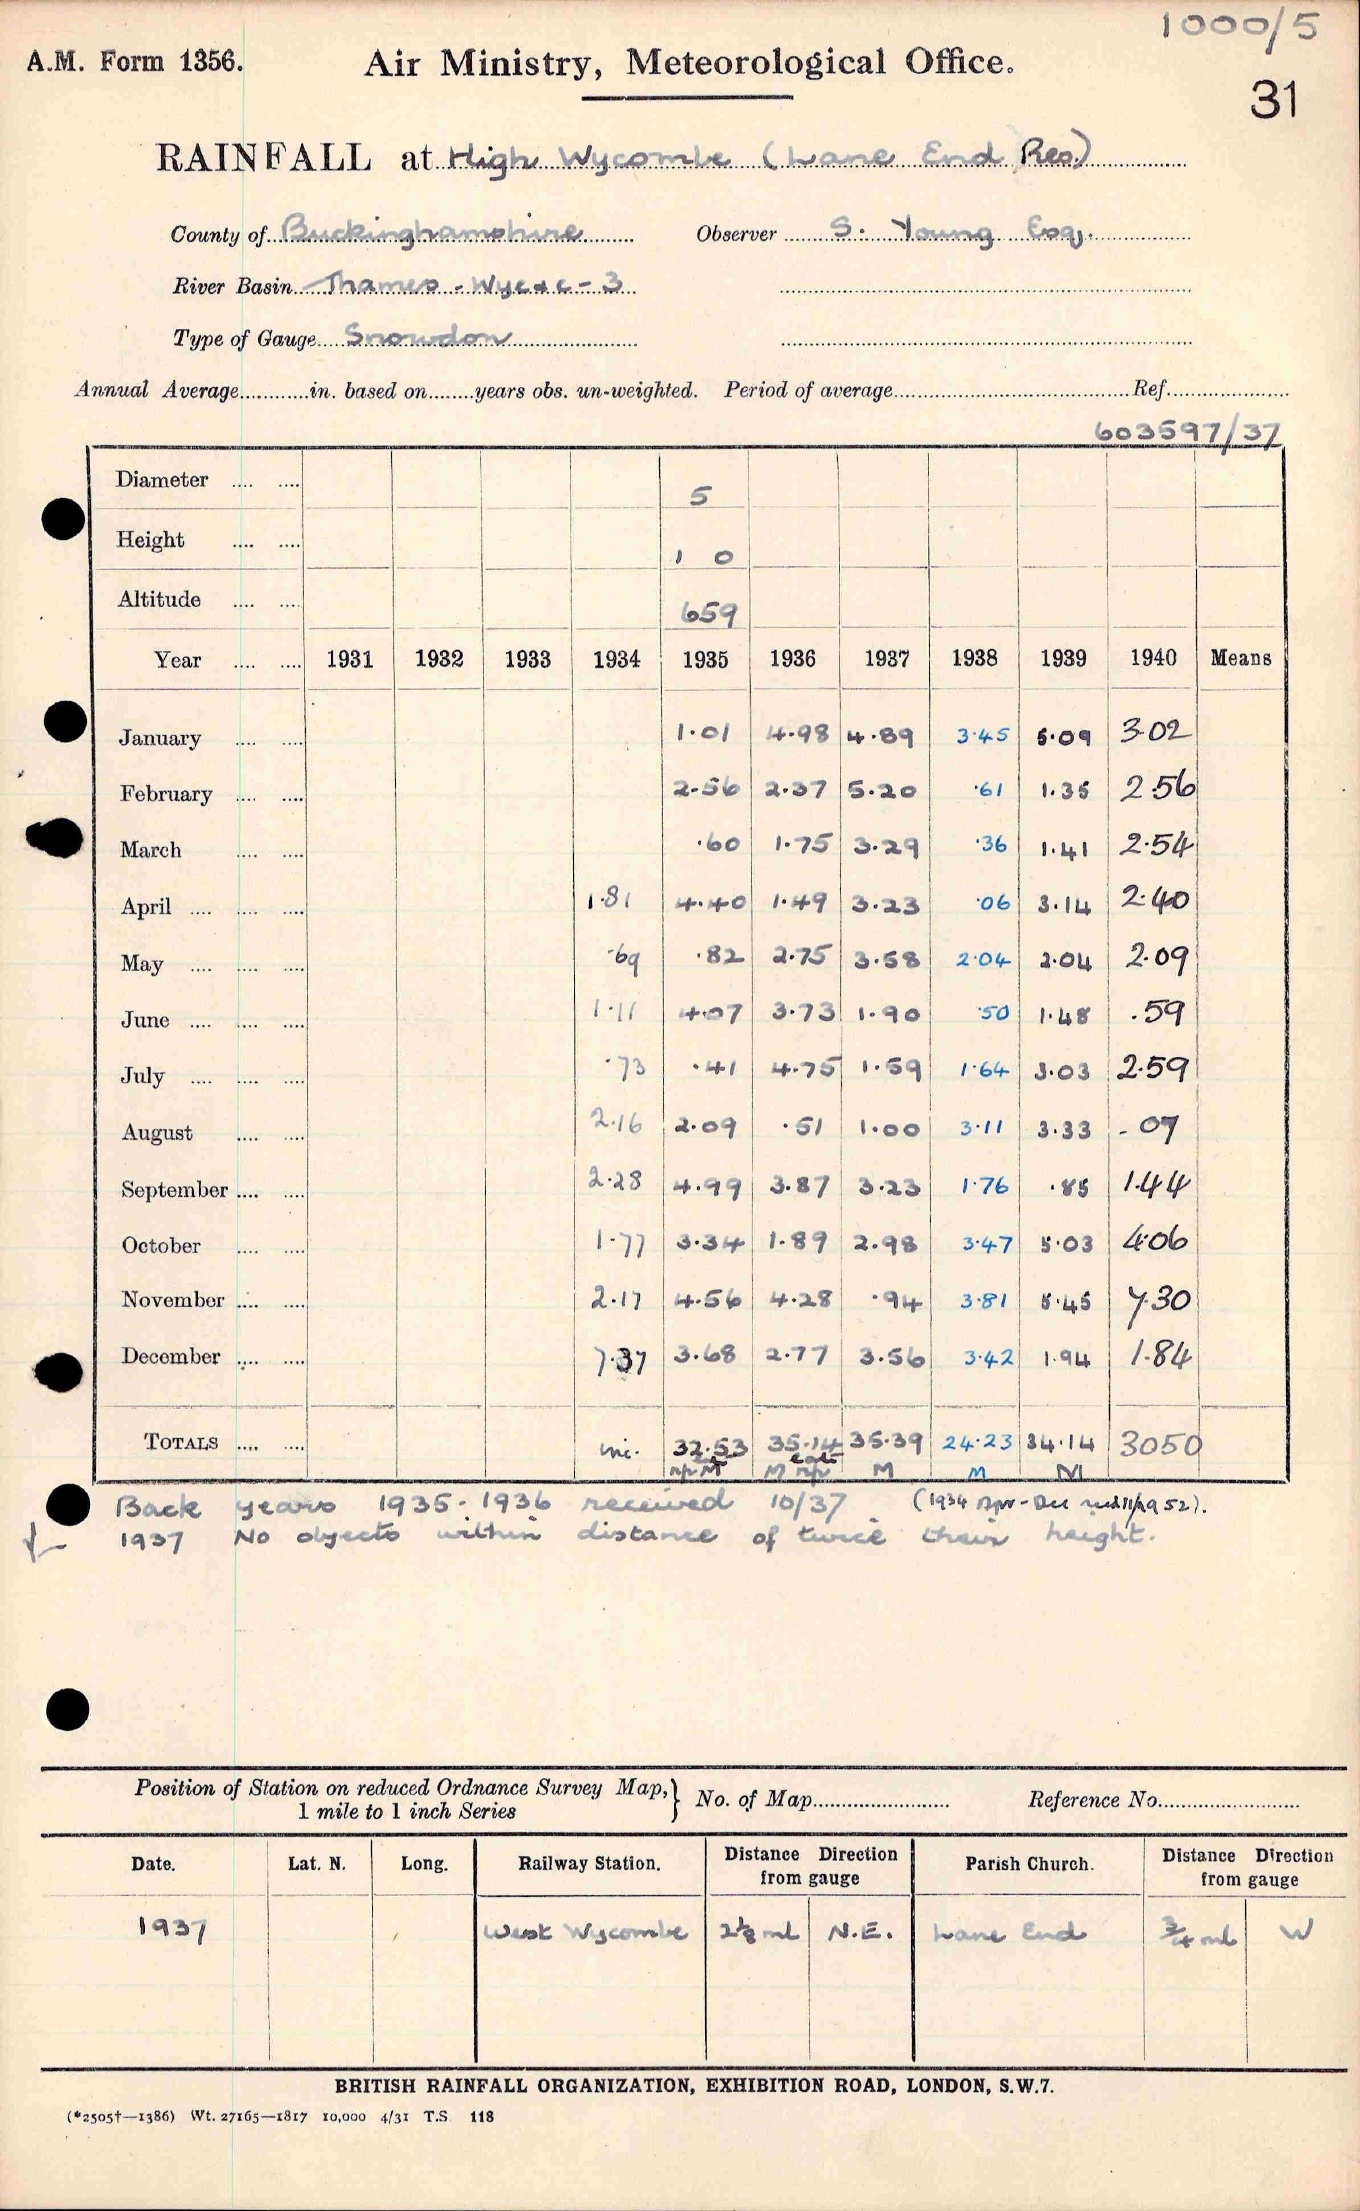 1000/5
A.M. Form 1356.
Air Ministry, Meteorological Office.
31
RAINFALL at High Wycombe (Lane End Res.)
County of Buckinghamshire Observer S. Young Esq.
River Basin Thames - Wye &c - 3
Type of Gauge Snowdon
Annual Average............in. based on........years obs. un-weighted. Period of average..........Ref..........
603597/37
Diameter 5
Height 1 0
Altitude 659
Year 1931 1932 1933 1934 1935 1936 1937 1938 1939 1940 Means
January 1.01 4.98 4.89 3.45 5.09 3.02
February 2.56 2.37 5.20 .61 1.35 2.56
March .60 1.75 3.29 .36 1.41 2.54
April 1.81 4.40 1.49 3.23 .06 3.14 2.40
May .69 .82 2.75 3.58 2.04 2.04 2.09
June 1.11 4.07 3.73 1.90 .50 1.48 .59
July .73 .41 4.75 1.59 1.64 3.03 2.59
August 2.16 2.09 .51 1.00 3.11 3.33 .07
September 2.28 4.99 3.87 3.23 1.76 .85 1.44
October 1.77 3.34 1.89 2.98 3.47 5.03 4.06
November 2.17 4.56 4.28 .94 3.81 5.45 7.30
December 7.37 3.68 2.77 3.56 3.42 1.94 1.84
TOTALS inc. 32.53 35.14 35.39 24.23 34.14 3050
M M M M M
Back years 1935-1936 received 10/37 (1934 Apr-Dec 52).
1937 No objects within distance of twice their height.
Position of Station on reduced Ordnance Survey Map, 1 mile to 1 inch Series } No. of Map.......... Reference No..........
Date. Lat. N. Long. Railway Station. Distance Direction from gauge Parish Church. Distance Direction from gauge
1937 West Wycombe 2⅛ ml N.E. Lane End ¾ ml W
BRITISH RAINFALL ORGANIZATION, EXHIBITION ROAD, LONDON, S.W.7.
(*2505†—1386) Wt. 27165—1817 10,000 4/31 T.S. 118